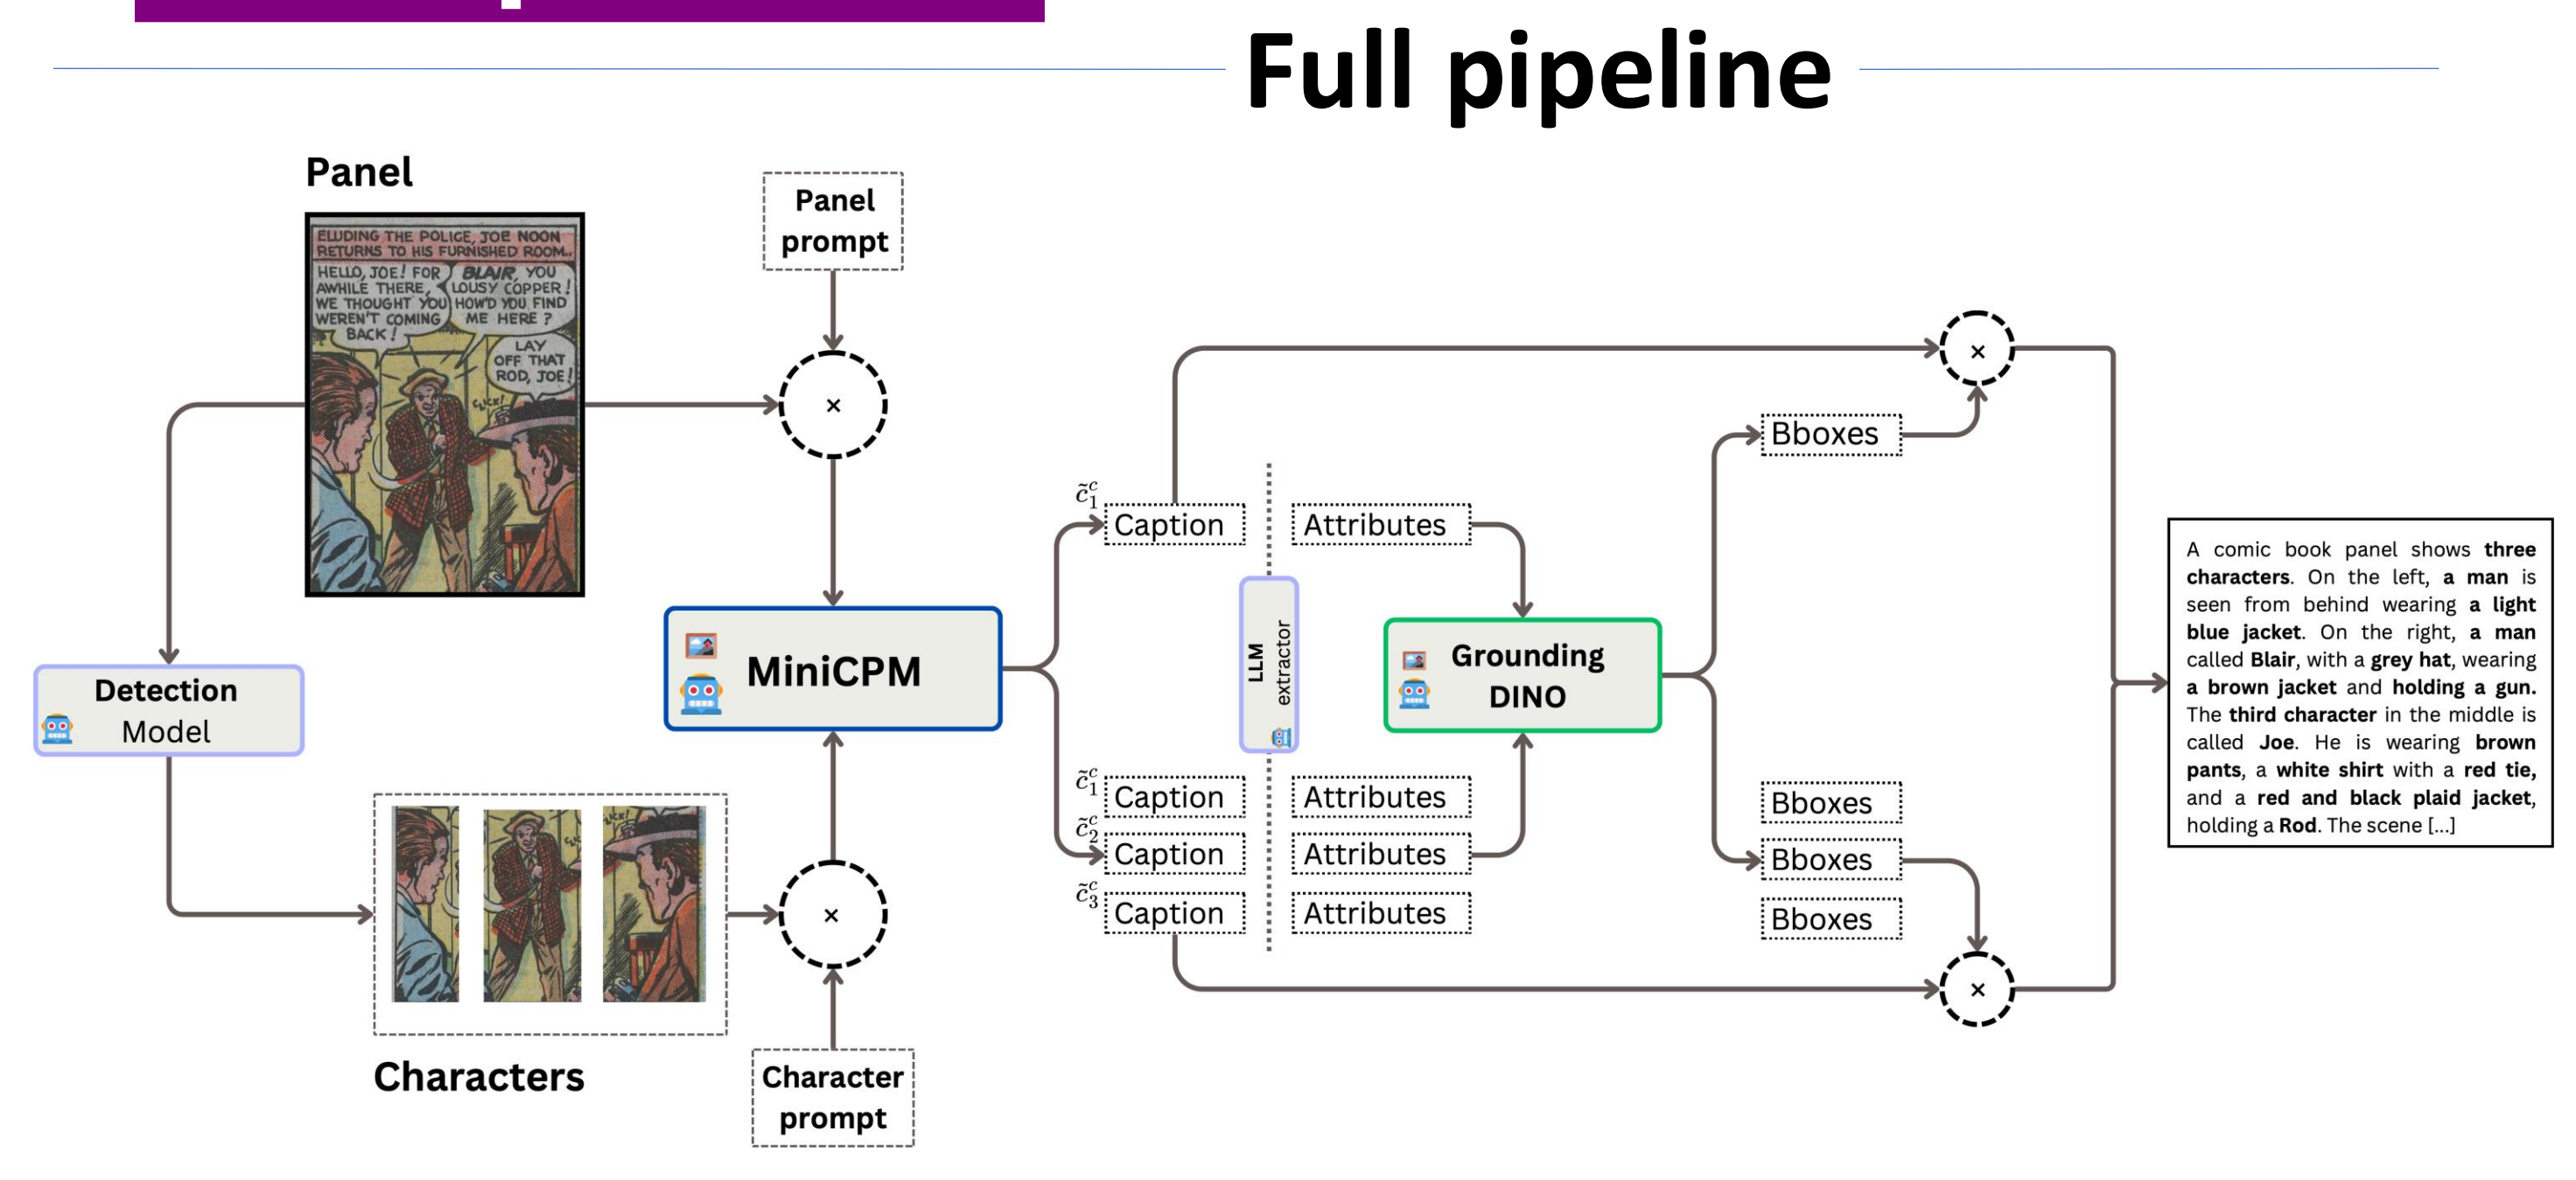 Full pipeline
Panel
ELUDING THE POLICE, JOE NOON
RETURNS TO HIS FURNISHED ROOM..
HELLO, JOE! FOR
AWHILE THERE,
WE THOUGHT YOU
WEREN'T COMING
BACK!
BLAIR, YOU
LOUSY COPPER!
HOW'D YOU FIND
ME HERE?
LAY
OFF THAT
ROD, JOE!
CLICK!
Panel
prompt
×
Detection
Model
MiniCPM
Characters
×
Character
prompt
c̃₁ᶜ
Caption
Attributes
LLM
extractor
c̃₁ᶜ
Caption
Attributes
c̃₂ᶜ
Caption
Attributes
c̃₃ᶜ
Caption
Attributes
Grounding
DINO
×
Bboxes
Bboxes
Bboxes
Bboxes
×
A comic book panel shows three
characters. On the left, a man is
seen from behind wearing a light
blue jacket. On the right, a man
called Blair, with a grey hat, wearing
a brown jacket and holding a gun.
The third character in the middle is
called Joe. He is wearing brown
pants, a white shirt with a red tie,
and a red and black plaid jacket,
holding a Rod. The scene [...]